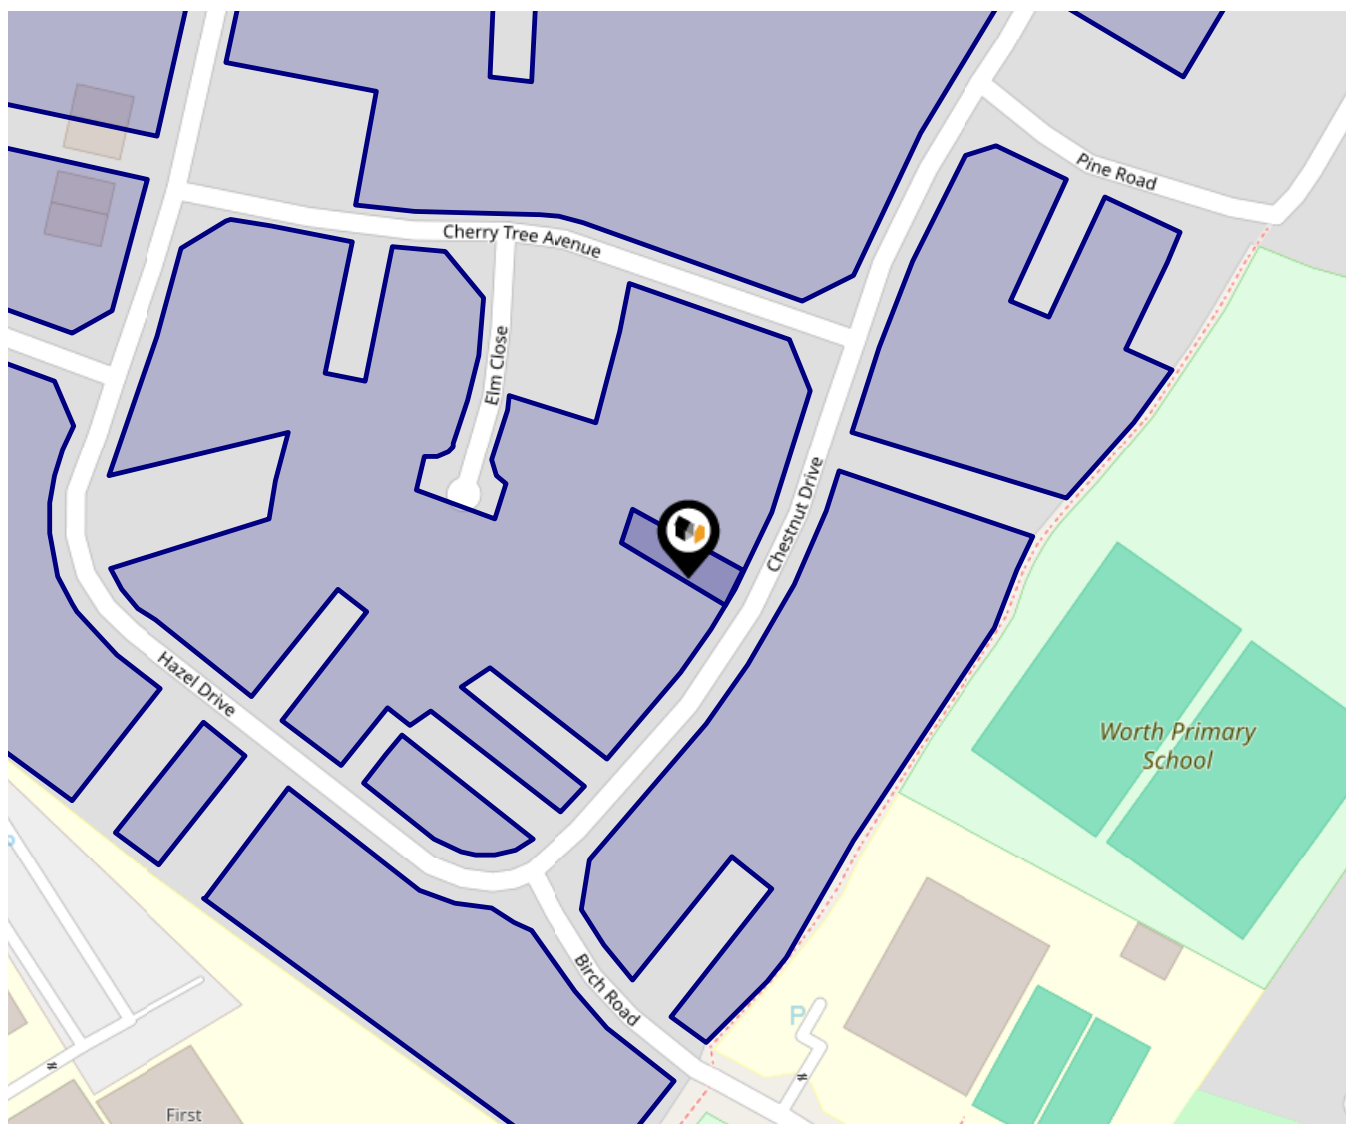 Pine Road
Cherry Tree Avenue
Elm Close
Chestnut Drive
Hazel Drive
Worth Primary
School
P
Birch Road
First